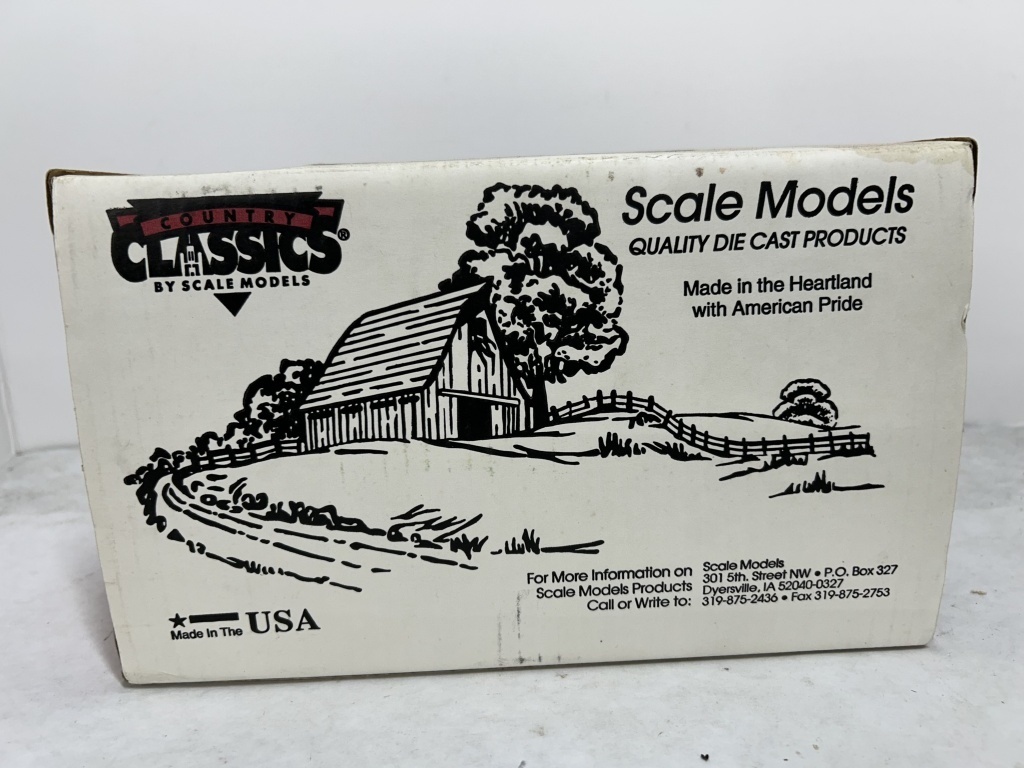 COUNTRY
CLASSICS®
BY SCALE MODELS
Scale Models
QUALITY DIE CAST PRODUCTS
Made in the Heartland
with American Pride
For More Information on
Scale Models Products
Call or Write to:
Scale Models
301 5th. Street NW • P.O. Box 327
Dyersville, IA 52040-0327
319-875-2436 • Fax 319-875-2753
Made In The USA